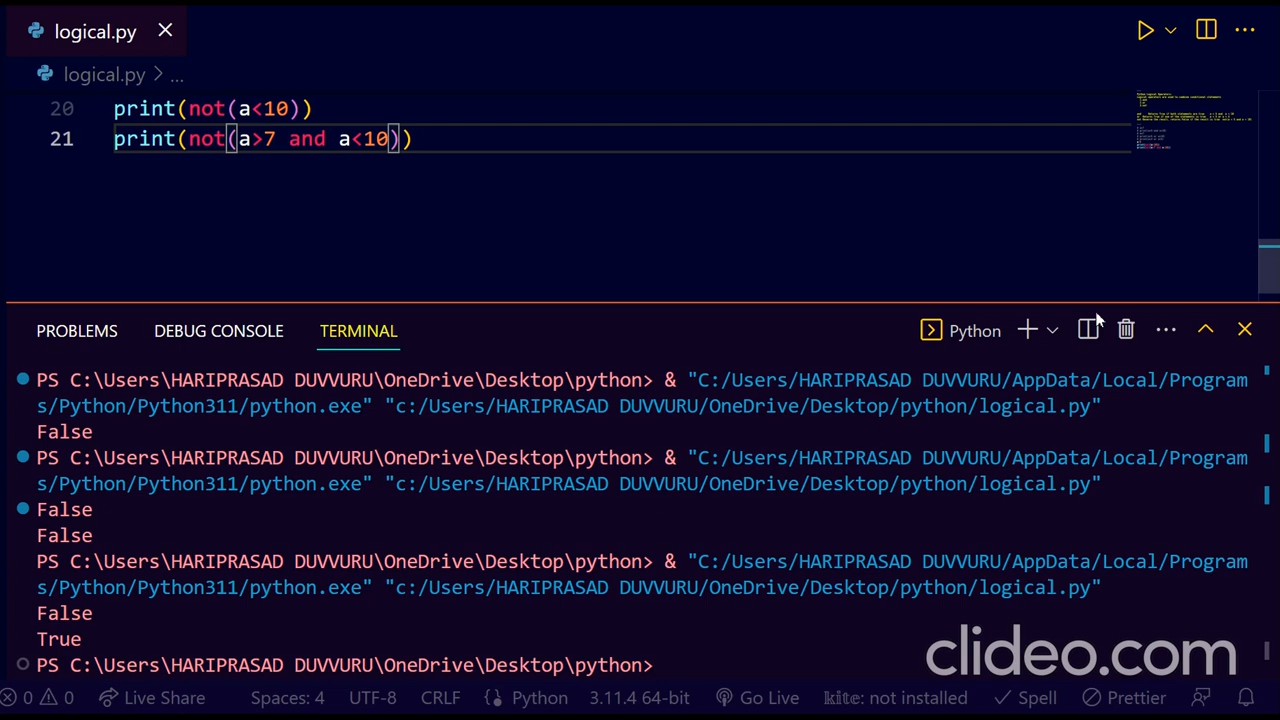 logical.py
logical.py > ...
20 print(not(a<10))
21 print(not(a>7 and a<10))
PROBLEMS DEBUG CONSOLE TERMINAL Python
PS C:\Users\HARIPRASAD DUVVURU\OneDrive\Desktop\python> & "C:/Users/HARIPRASAD DUVVURU/AppData/Local/Program
s/Python/Python311/python.exe" "c:/Users/HARIPRASAD DUVVURU/OneDrive/Desktop/python/logical.py"
False
PS C:\Users\HARIPRASAD DUVVURU\OneDrive\Desktop\python> & "C:/Users/HARIPRASAD DUVVURU/AppData/Local/Program
s/Python/Python311/python.exe" "c:/Users/HARIPRASAD DUVVURU/OneDrive/Desktop/python/logical.py"
False
False
PS C:\Users\HARIPRASAD DUVVURU\OneDrive\Desktop\python> & "C:/Users/HARIPRASAD DUVVURU/AppData/Local/Program
s/Python/Python311/python.exe" "c:/Users/HARIPRASAD DUVVURU/OneDrive/Desktop/python/logical.py"
False
True
PS C:\Users\HARIPRASAD DUVVURU\OneDrive\Desktop\python>
clideo.com
0 0 Live Share Spaces: 4 UTF-8 CRLF Python 3.11.4 64-bit Go Live kite: not installed Spell Prettier